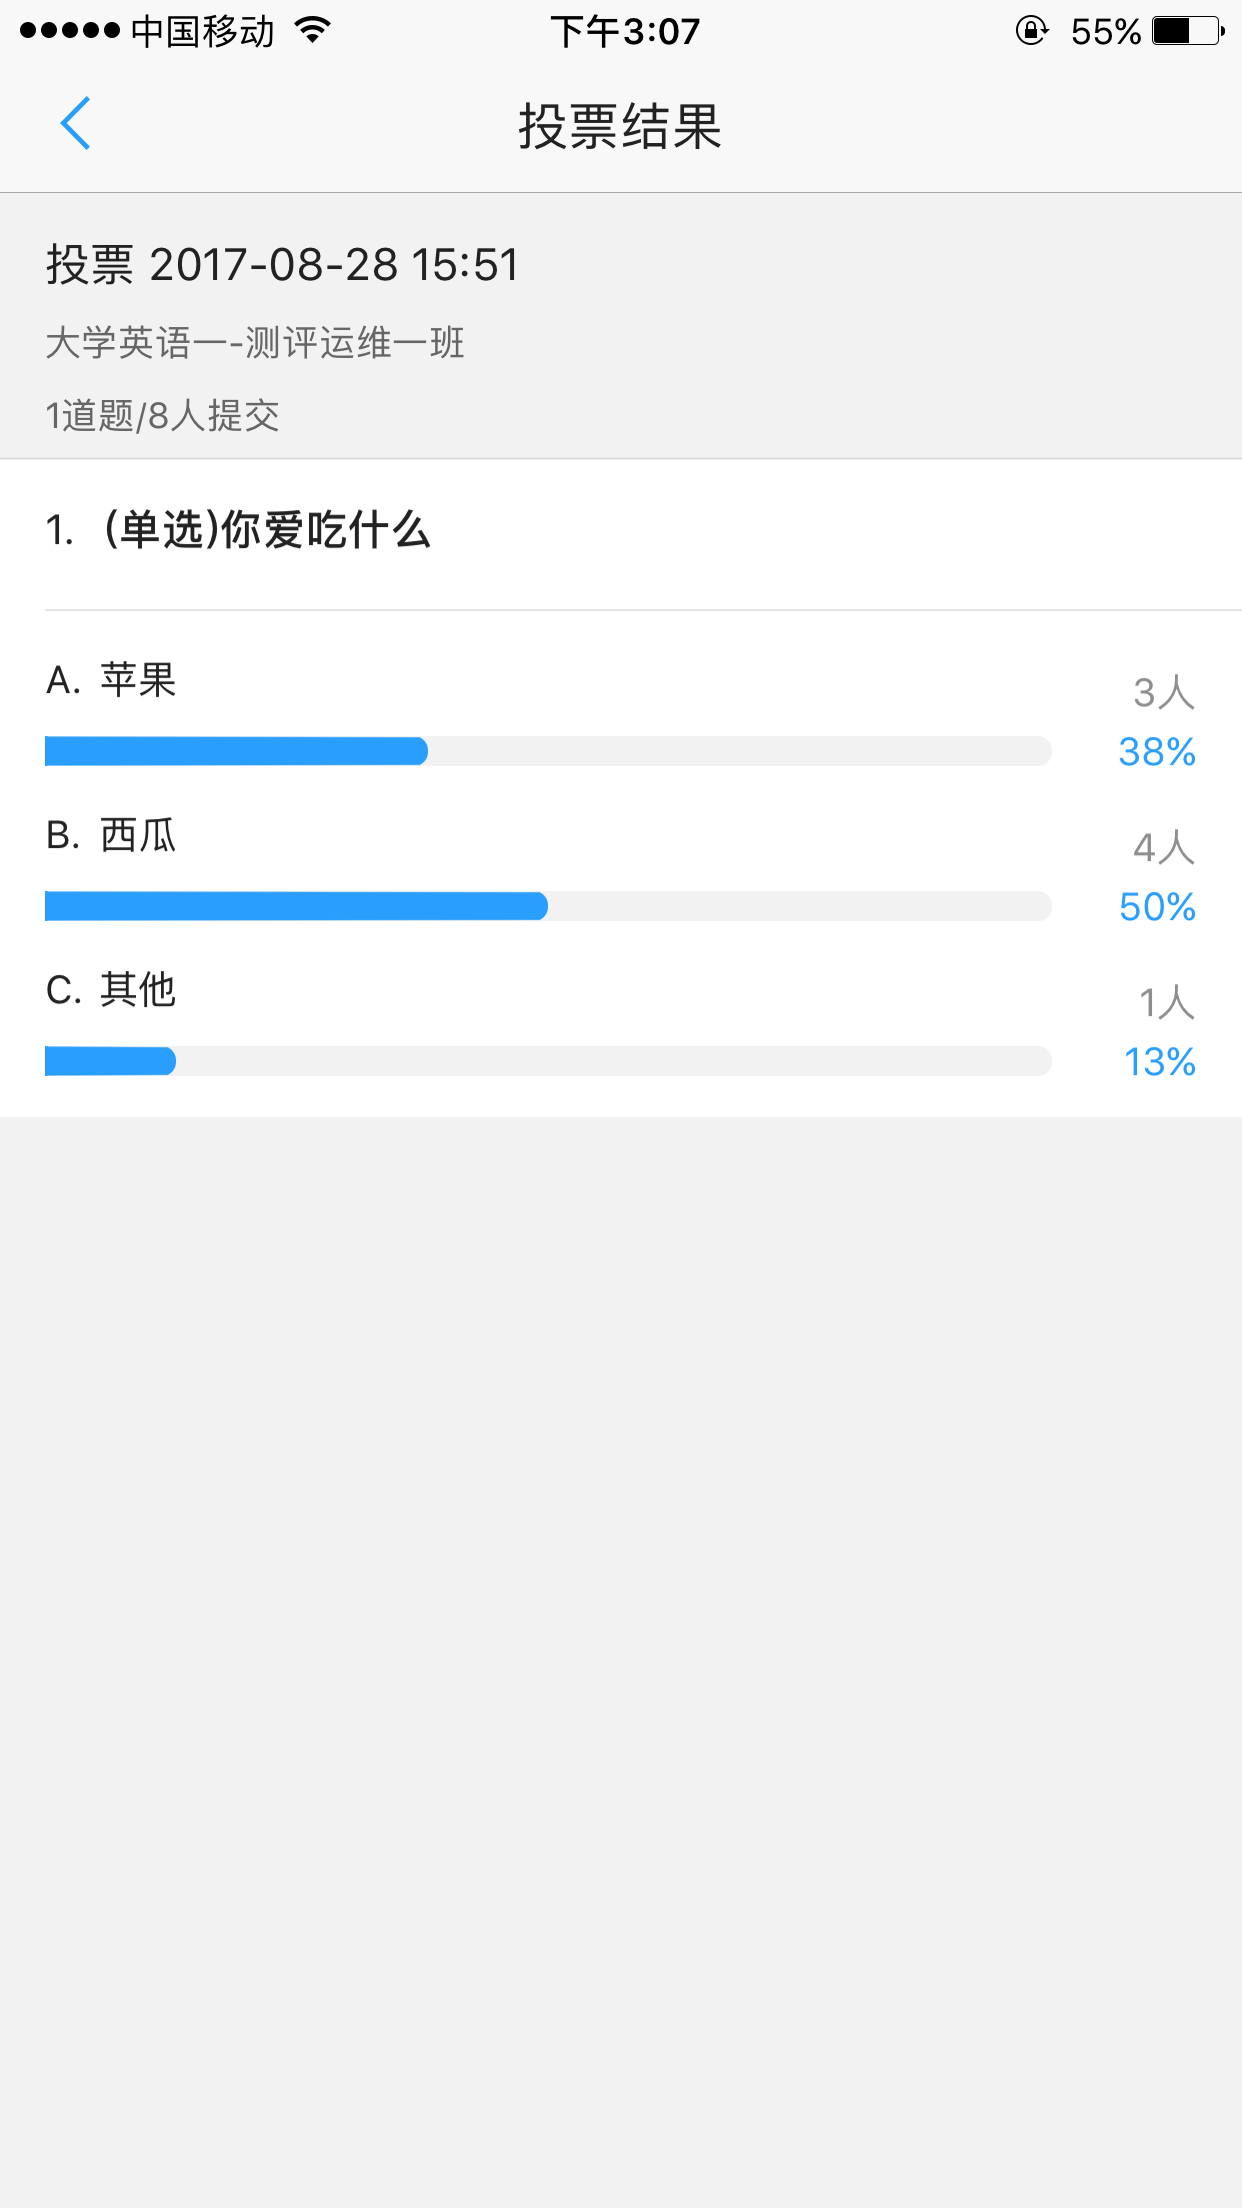 中国移动 下午3:07 55%
投票结果
投票 2017-08-28 15:51
大学英语一-测评运维一班
1道题/8人提交
1. (单选)你爱吃什么
A. 苹果
3人
38%
B. 西瓜
4人
50%
C. 其他
1人
13%